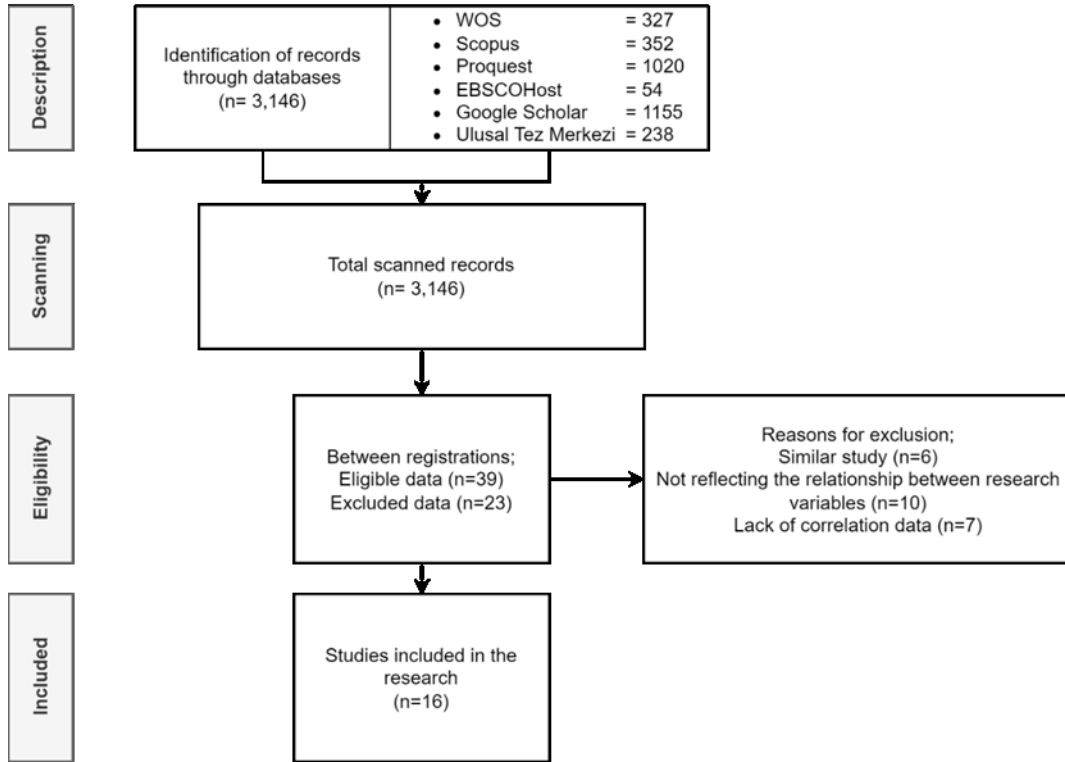 Description
Identification of records
through databases
(n= 3,146)
• WOS = 327
• Scopus = 352
• Proquest = 1020
• EBSCOHost = 54
• Google Scholar = 1155
• Ulusal Tez Merkezi = 238
Scanning
Total scanned records
(n= 3,146)
Eligibility
Between registrations;
Eligible data (n=39)
Excluded data (n=23)
Reasons for exclusion;
Similar study (n=6)
Not reflecting the relationship between research
variables (n=10)
Lack of correlation data (n=7)
Included
Studies included in the
research
(n=16)